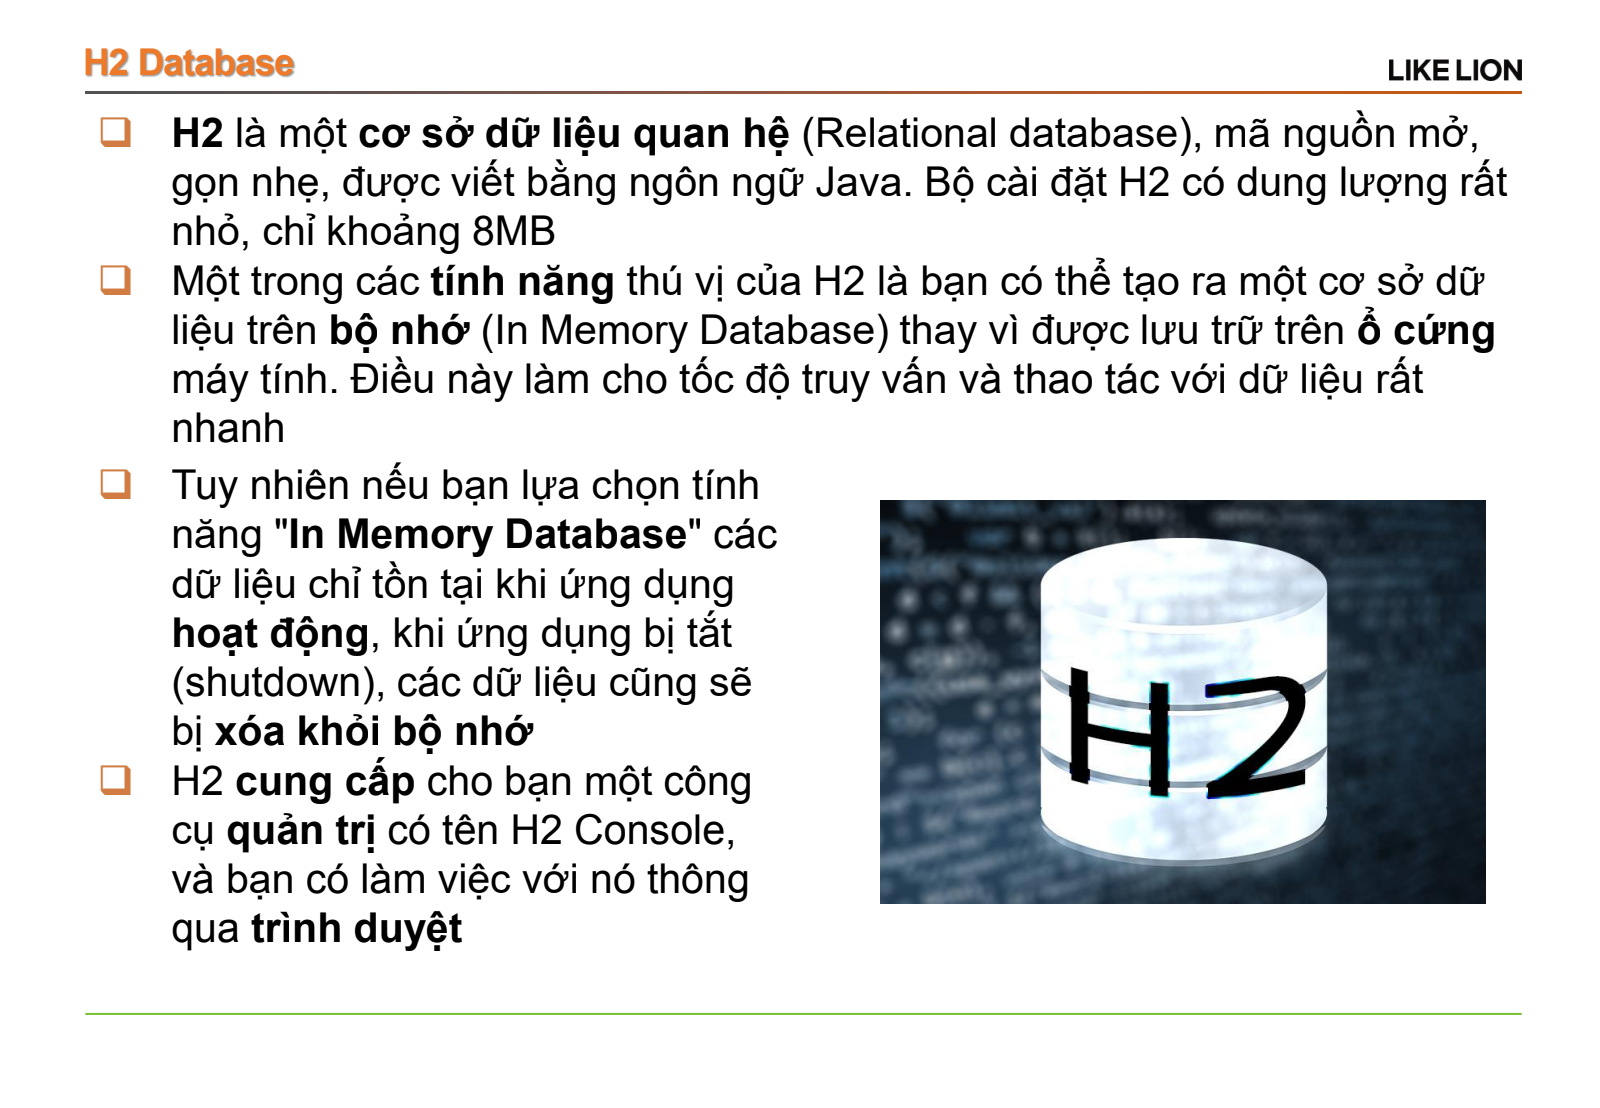 H2 Database
LIKE LION
H2 là một cơ sở dữ liệu quan hệ (Relational database), mã nguồn mở,
gọn nhẹ, được viết bằng ngôn ngữ Java. Bộ cài đặt H2 có dung lượng rất
nhỏ, chỉ khoảng 8MB
Một trong các tính năng thú vị của H2 là bạn có thể tạo ra một cơ sở dữ
liệu trên bộ nhớ (In Memory Database) thay vì được lưu trữ trên ổ cứng
máy tính. Điều này làm cho tốc độ truy vấn và thao tác với dữ liệu rất
nhanh
Tuy nhiên nếu bạn lựa chọn tính
năng "In Memory Database" các
dữ liệu chỉ tồn tại khi ứng dụng
hoạt động, khi ứng dụng bị tắt
(shutdown), các dữ liệu cũng sẽ
bị xóa khỏi bộ nhớ
H2 cung cấp cho bạn một công
cụ quản trị có tên H2 Console,
và bạn có làm việc với nó thông
qua trình duyệt
H2